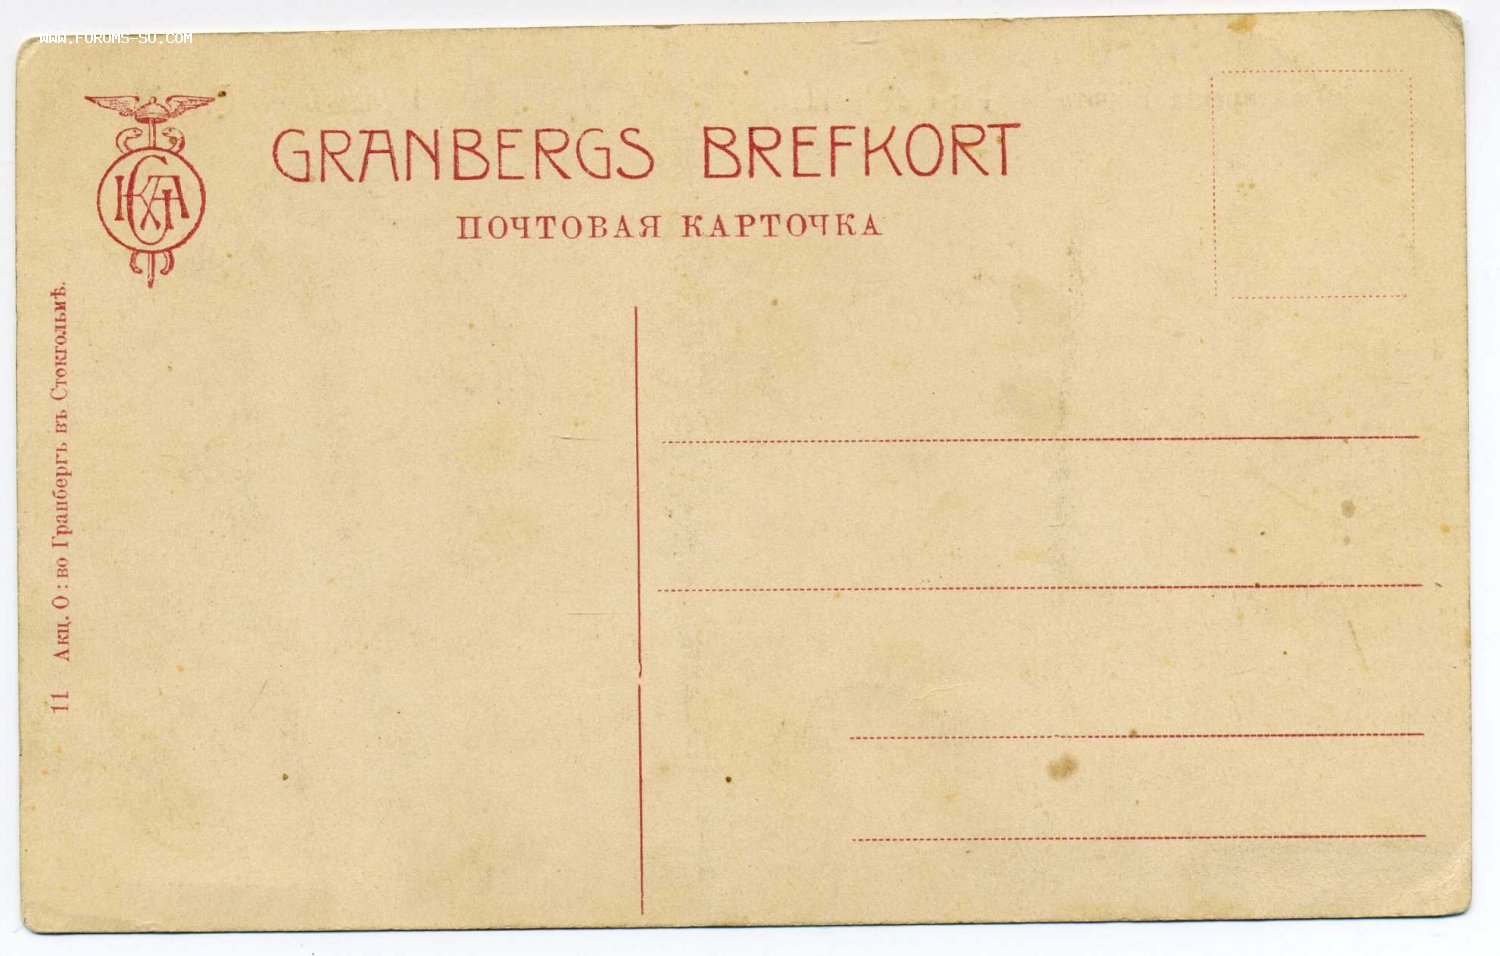 WWW.FORUMS-SU.COM
GRANBERGS BREFKORT
ПОЧТОВАЯ КАРТОЧКА
11 Акц. О: во Гранбергъ въ Стокгольмѣ.